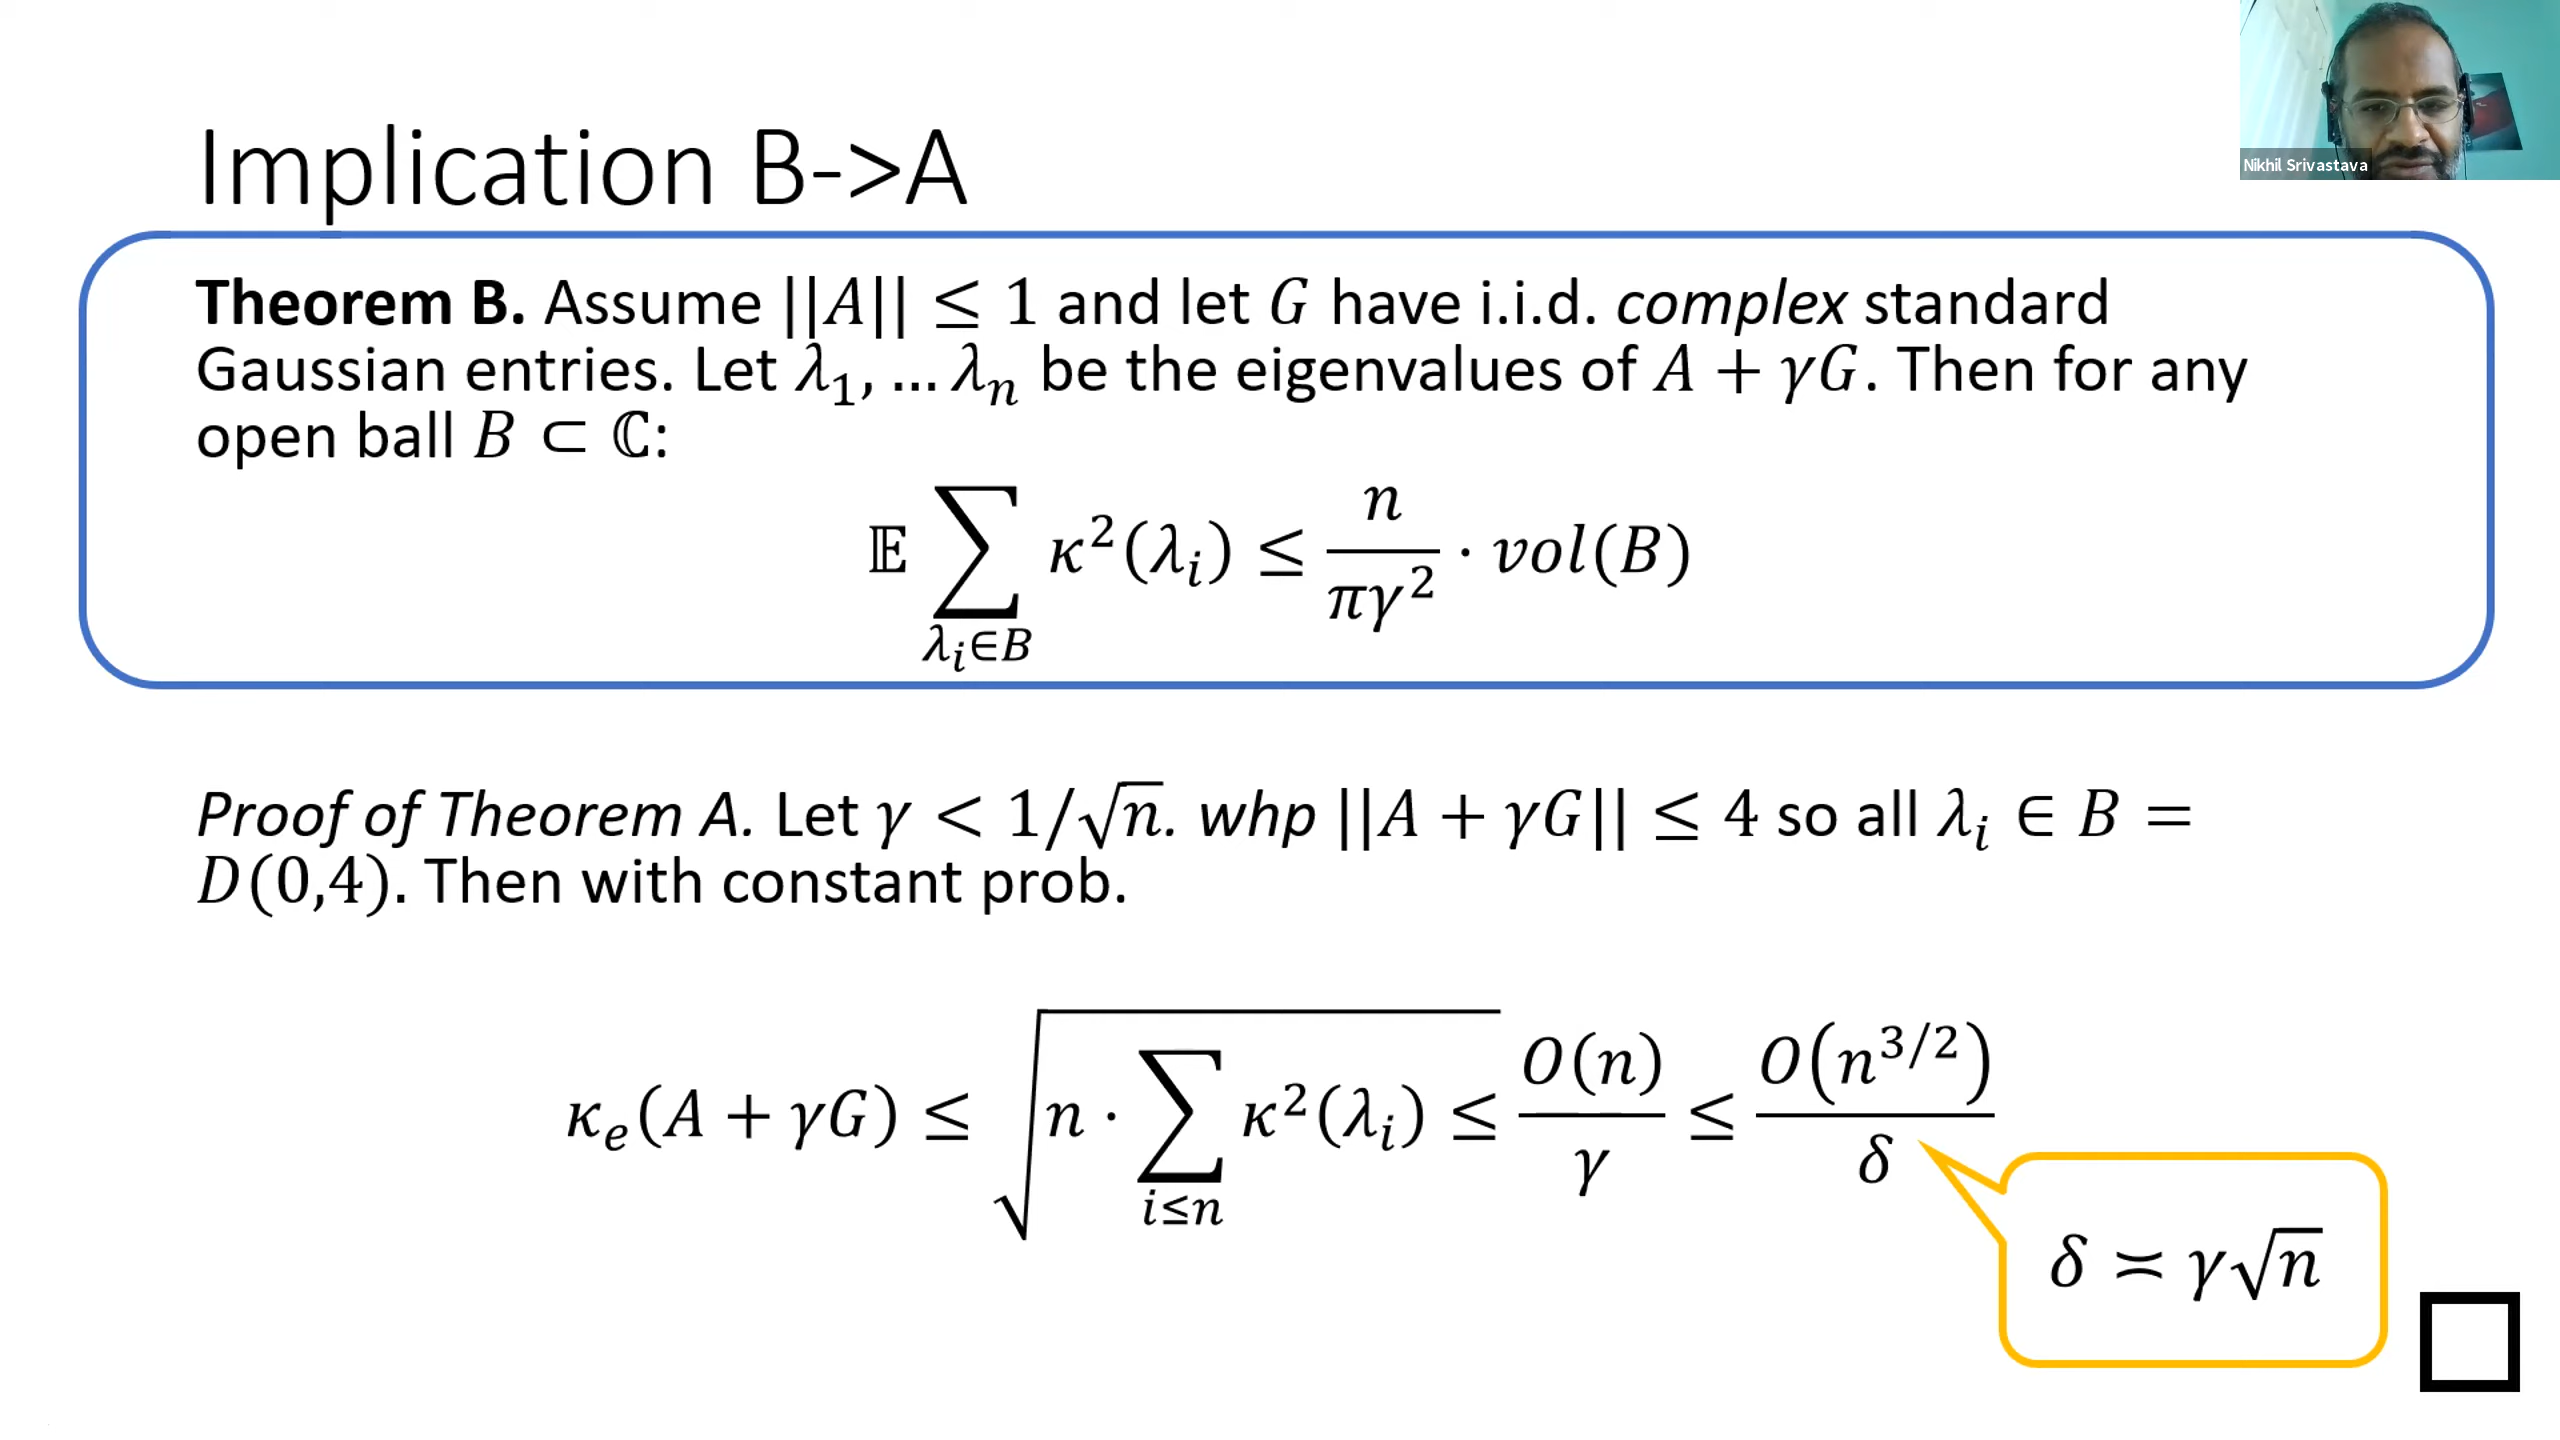 Nikhil Srivastava
Implication B->A
Theorem B. Assume ||A|| ≤ 1 and let G have i.i.d. complex standard
Gaussian entries. Let λ₁, … λₙ be the eigenvalues of A + γG. Then for any
open ball B ⊂ ℂ:
𝔼 ∑_{λᵢ∈B} κ²(λᵢ) ≤ n/(πγ²) · vol(B)
Proof of Theorem A. Let γ < 1/√n. whp ||A + γG|| ≤ 4 so all λᵢ ∈ B =
D(0,4). Then with constant prob.
κₑ(A + γG) ≤ √(n · ∑_{i≤n} κ²(λᵢ)) ≤ O(n)/γ ≤ O(n^{3/2})/δ
δ ≍ γ√n